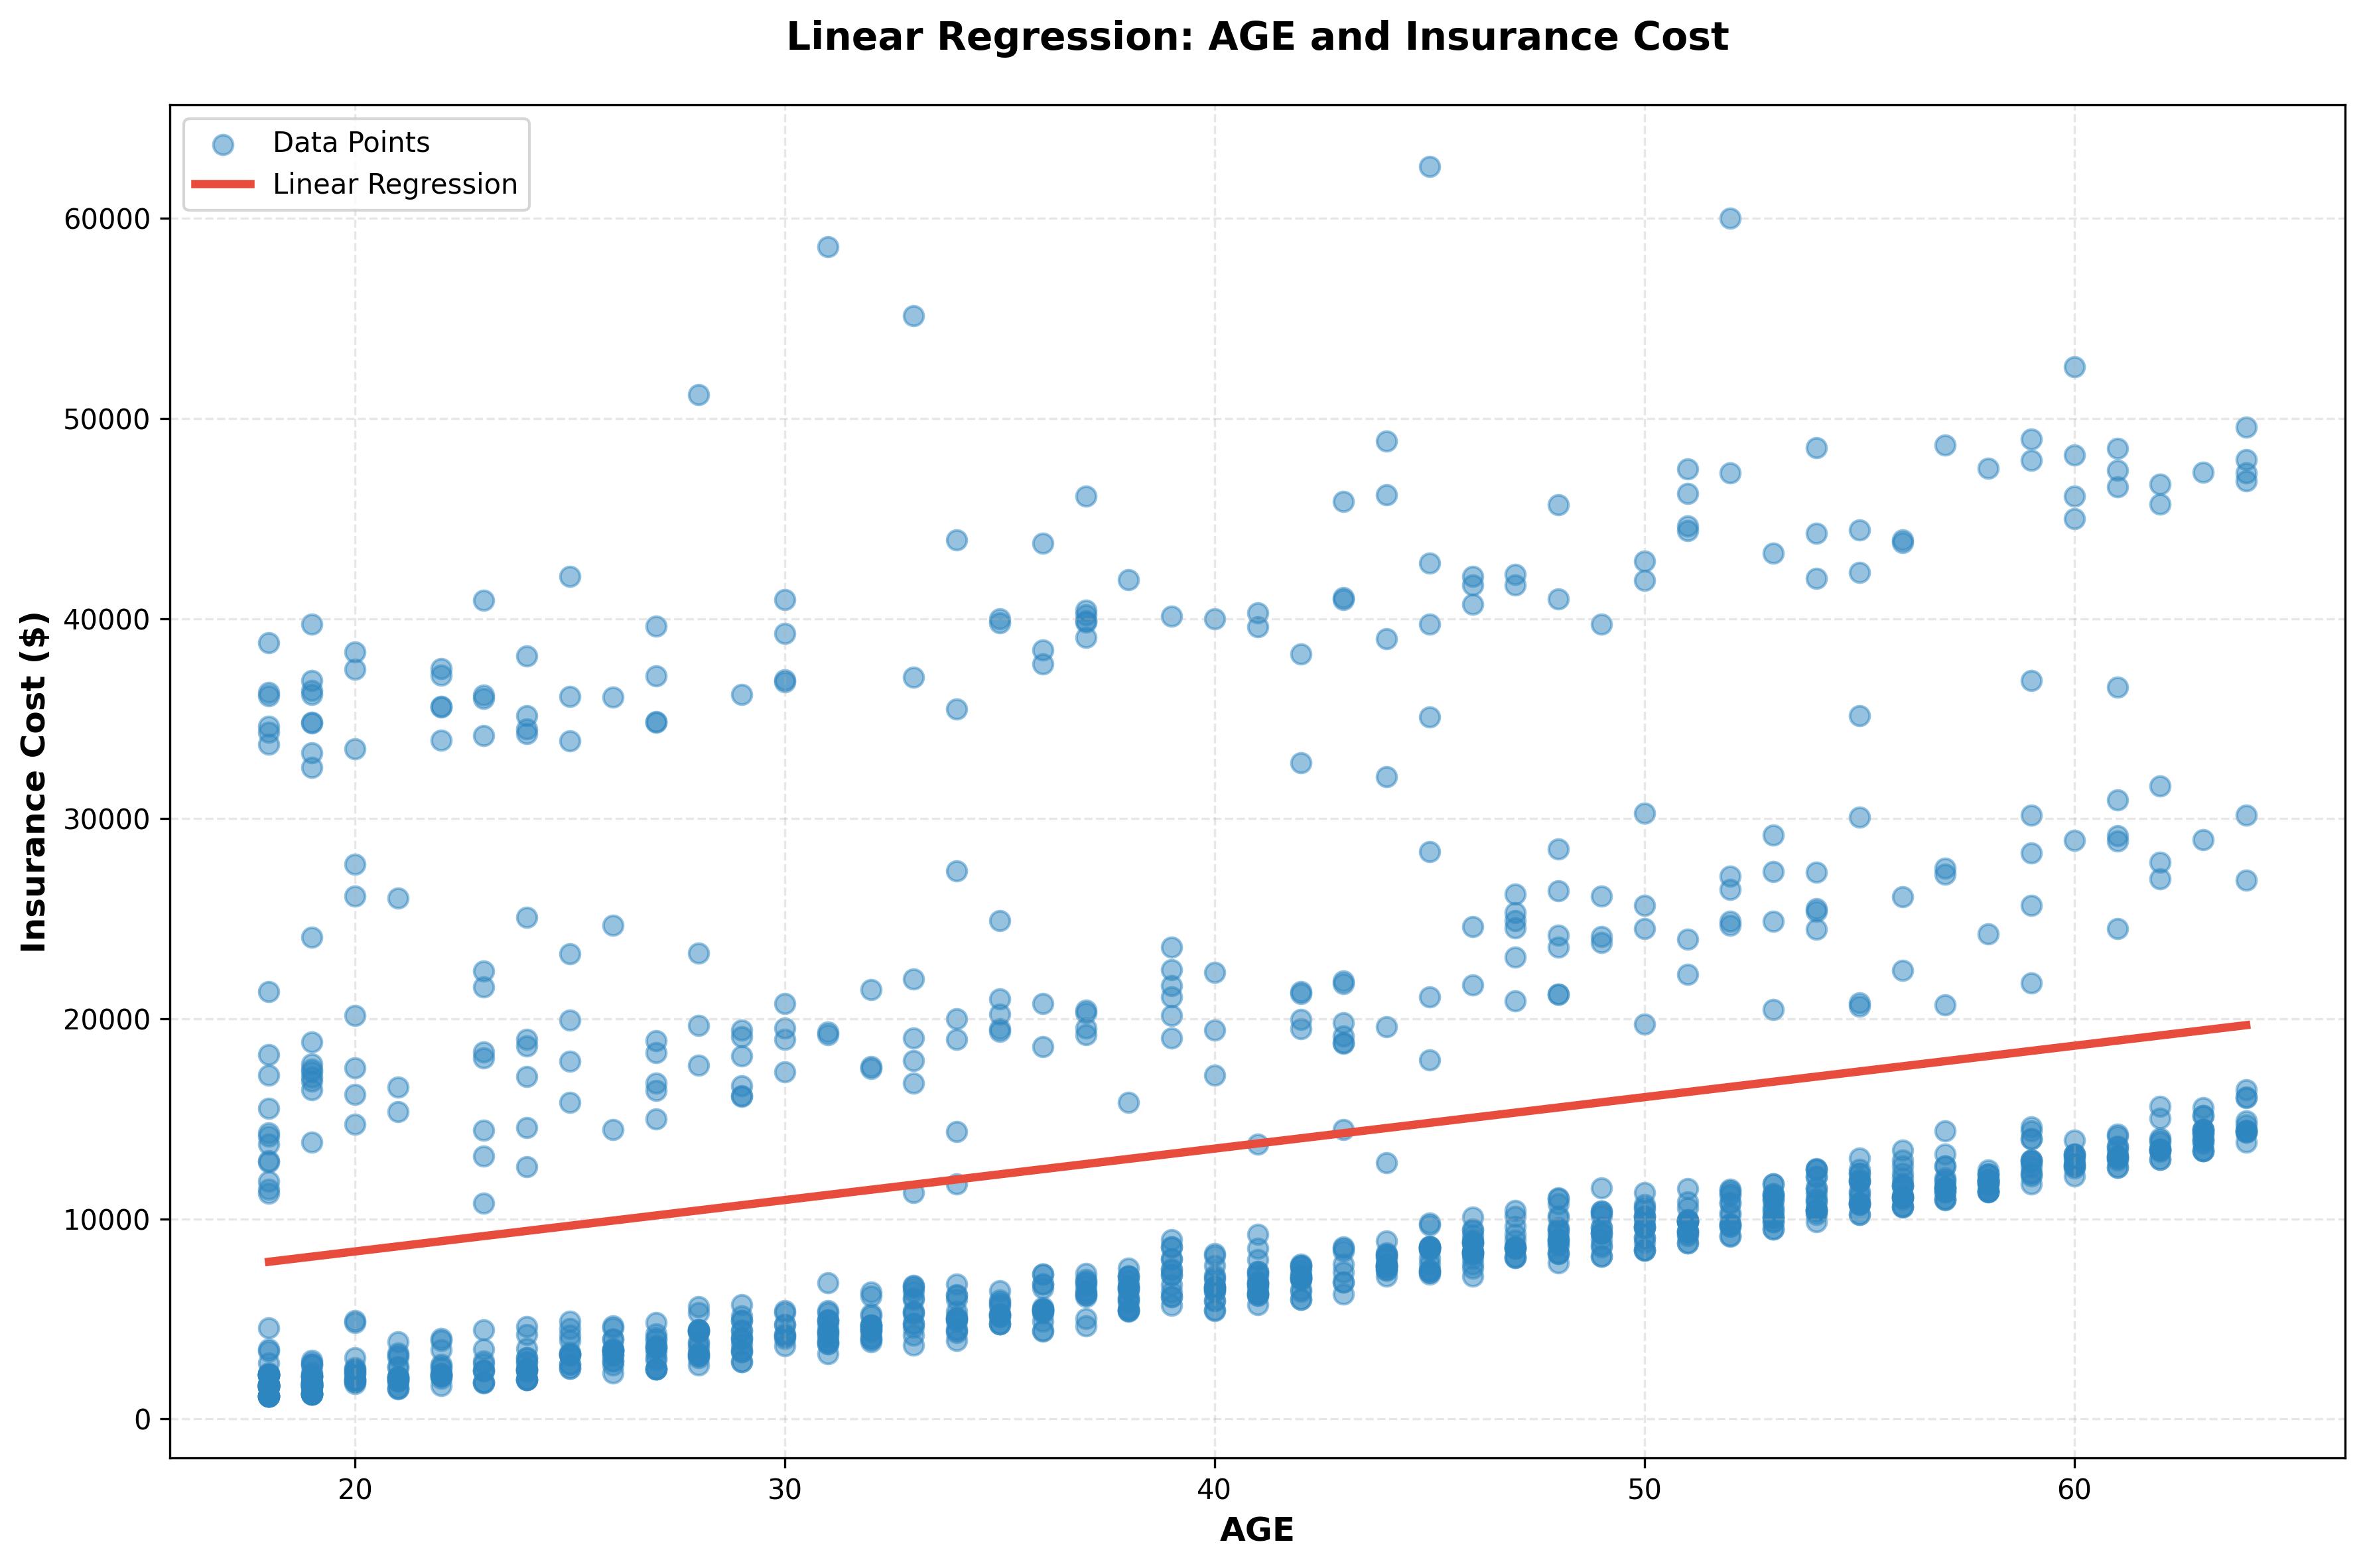 Linear Regression: AGE and Insurance Cost
Data Points
Linear Regression
60000
50000
40000
30000
20000
10000
0
Insurance Cost ($)
20
30
40
50
60
AGE